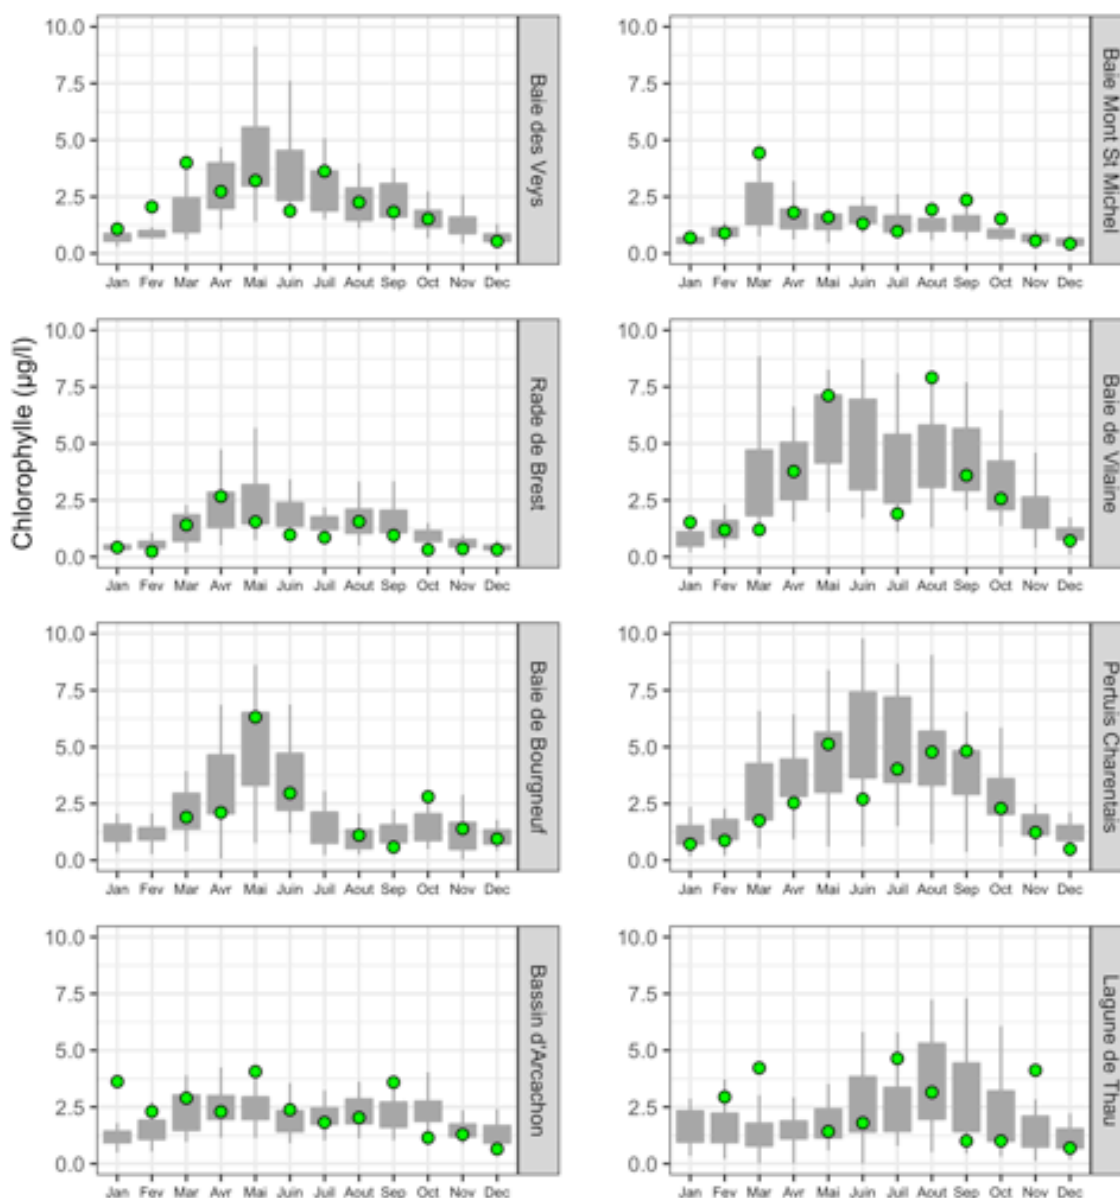 Chlorophylle (µg/l)
10.0
7.5
5.0
2.5
0.0
Jan Fev Mar Avr Mai Juin Juil Aout Sep Oct Nov Dec
Baie des Veys
10.0
7.5
5.0
2.5
0.0
Jan Fev Mar Avr Mai Juin Juil Aout Sep Oct Nov Dec
Baie Mont St Michel
10.0
7.5
5.0
2.5
0.0
Jan Fev Mar Avr Mai Juin Juil Aout Sep Oct Nov Dec
Rade de Brest
10.0
7.5
5.0
2.5
0.0
Jan Fev Mar Avr Mai Juin Juil Aout Sep Oct Nov Dec
Baie de Vilaine
10.0
7.5
5.0
2.5
0.0
Jan Fev Mar Avr Mai Juin Juil Aout Sep Oct Nov Dec
Baie de Bourgneuf
10.0
7.5
5.0
2.5
0.0
Jan Fev Mar Avr Mai Juin Juil Aout Sep Oct Nov Dec
Pertuis Charentais
10.0
7.5
5.0
2.5
0.0
Jan Fev Mar Avr Mai Juin Juil Aout Sep Oct Nov Dec
Bassin d'Arcachon
10.0
7.5
5.0
2.5
0.0
Jan Fev Mar Avr Mai Juin Juil Aout Sep Oct Nov Dec
Lagune de Thau